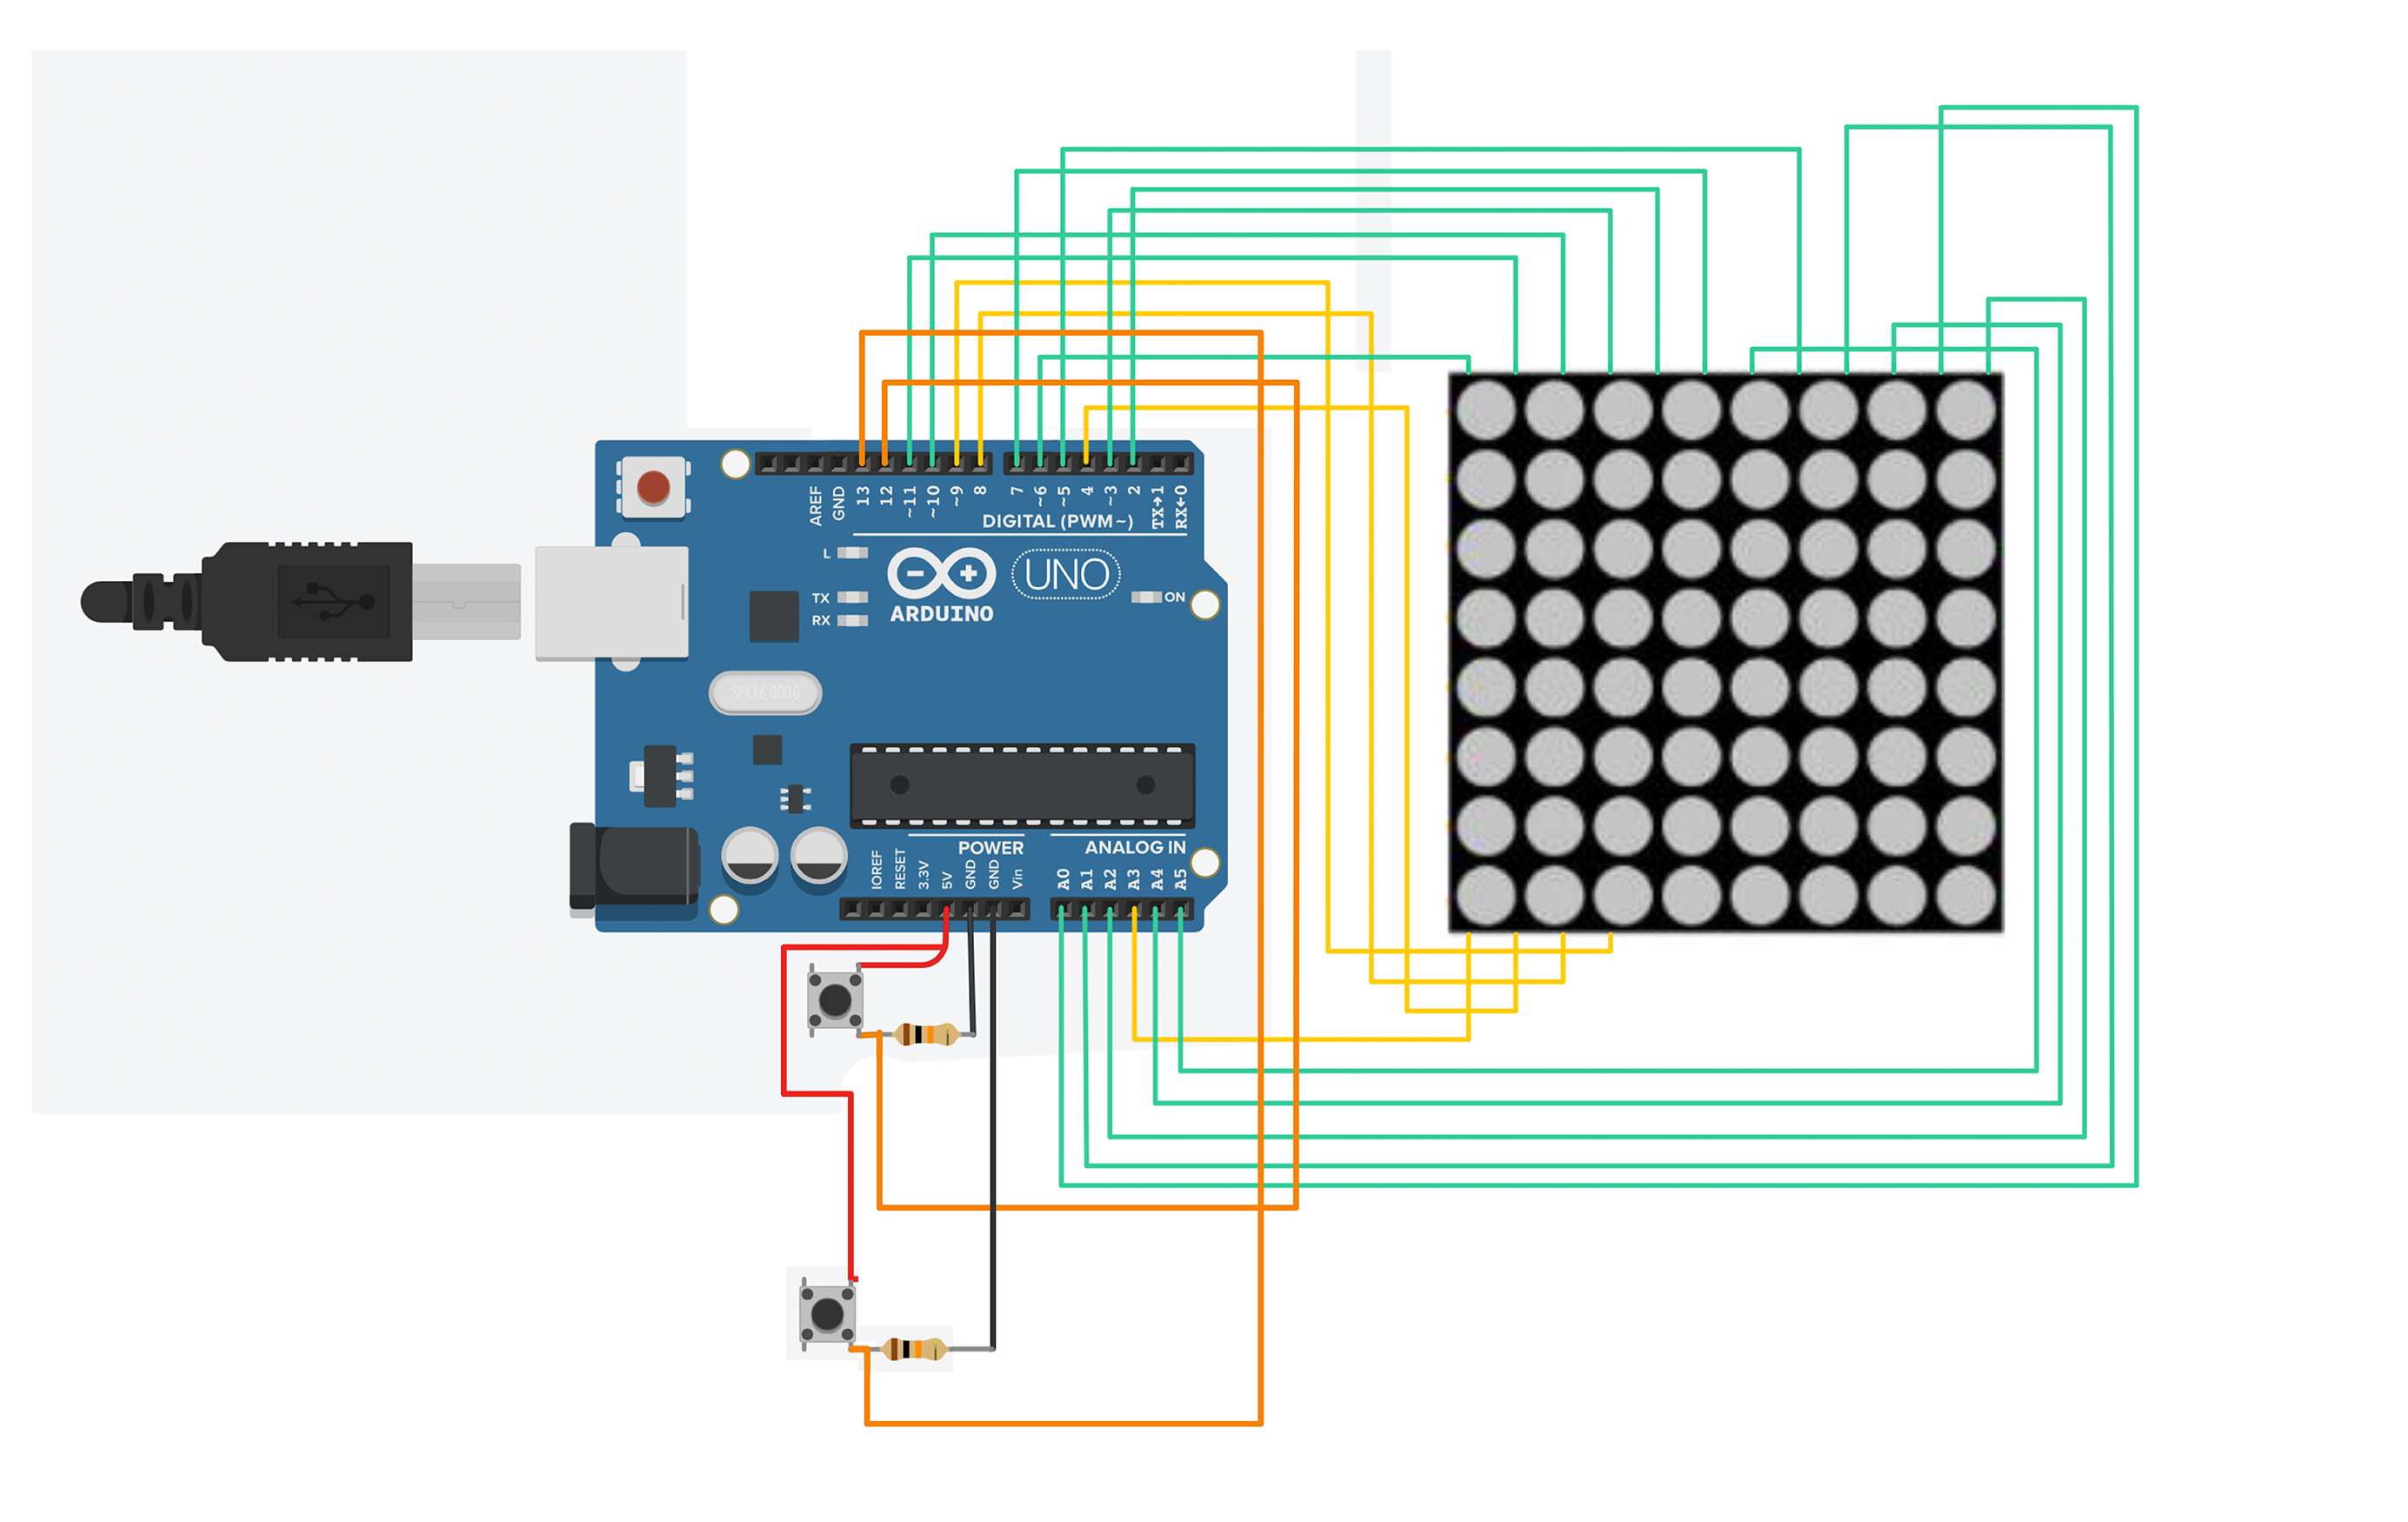 AREF
GND
13
12
~11
~10
~9
8
7
~6
~5
4
~3
2
TX→1
RX←0
DIGITAL (PWM~)
L
TX
RX
ARDUINO
UNO
ON
SPK16.000G
POWER
ANALOG IN
IOREF
RESET
3.3V
5V
GND
GND
Vin
A0
A1
A2
A3
A4
A5